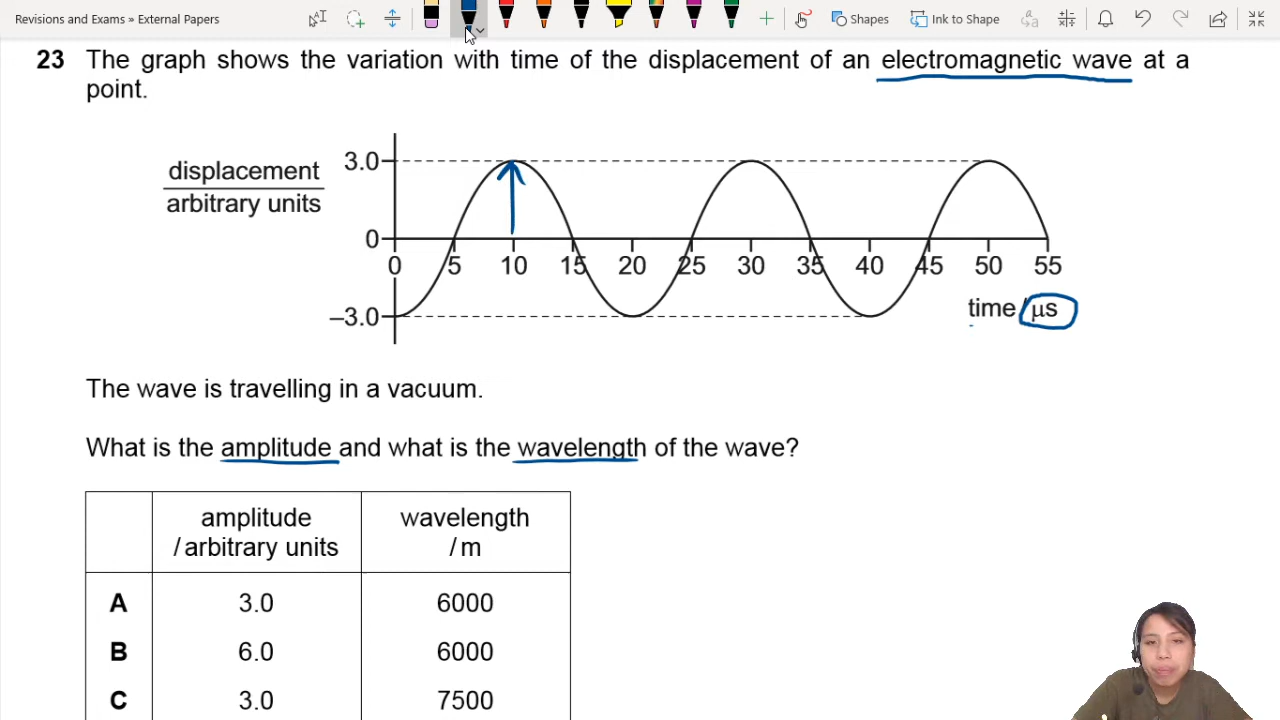 Revisions and Exams » External Papers
Shapes
Ink to Shape
23 The graph shows the variation with time of the displacement of an electromagnetic wave at a
point.
displacement
arbitrary units
3.0
0
–3.0
0 5 10 15 20 25 30 35 40 45 50 55
time / μs
The wave is travelling in a vacuum.
What is the amplitude and what is the wavelength of the wave?
amplitude
/ arbitrary units
wavelength
/ m
A 3.0 6000
B 6.0 6000
C 3.0 7500